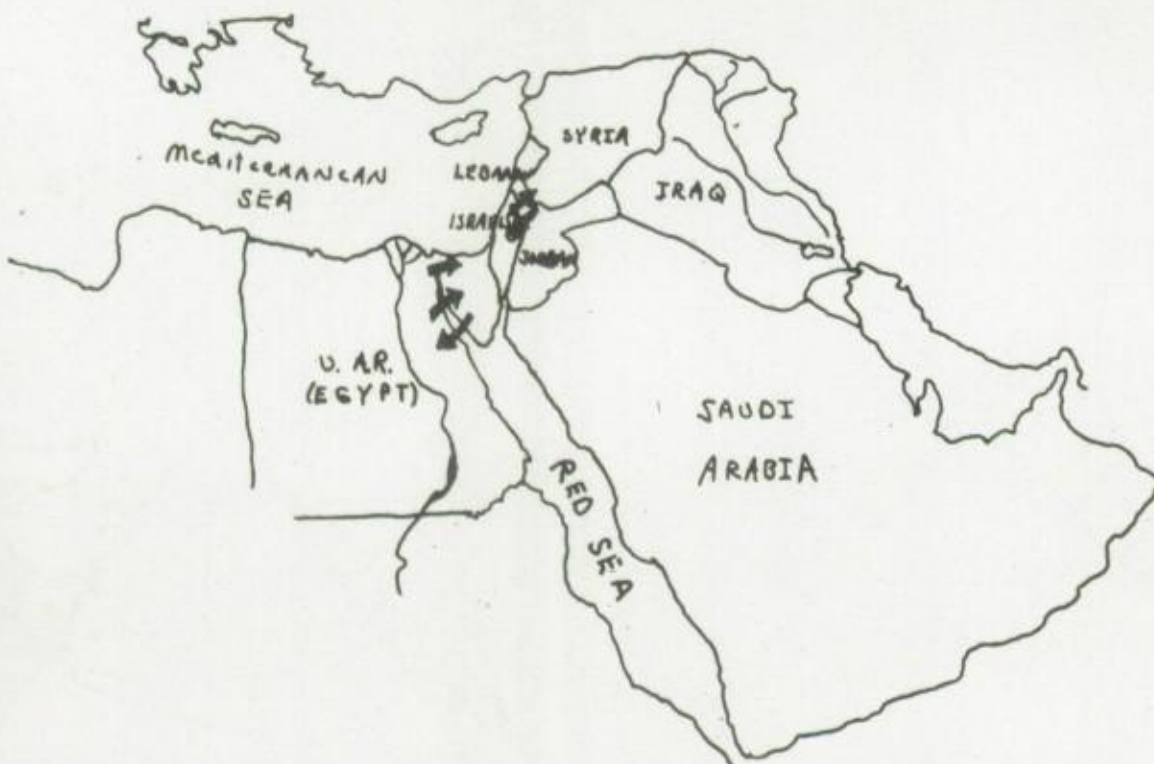 MEDITERRANEAN
SEA
SYRIA
LEBANON
IRAQ
ISRAEL
JORDAN
U. A.R.
(EGYPT)
SAUDI
ARABIA
RED SEA